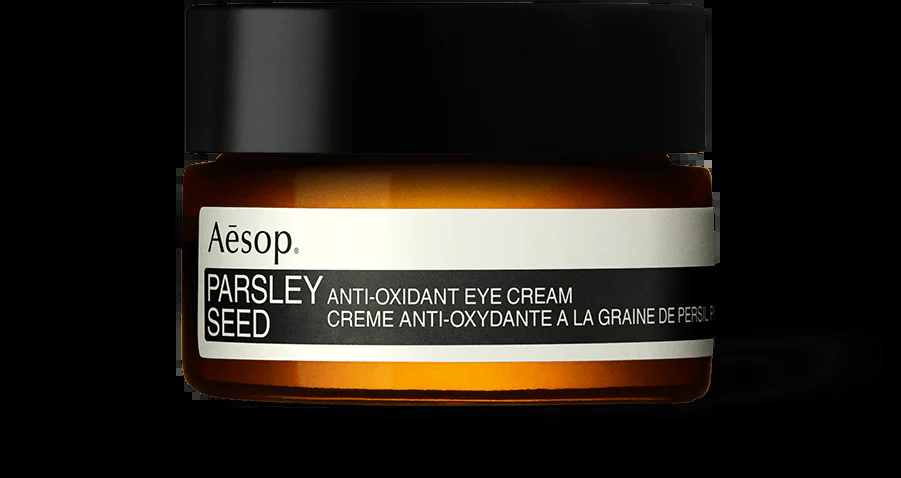 Aēsop®
PARSLEY
SEED
ANTI-OXIDANT EYE CREAM
CREME ANTI-OXYDANTE A LA GRAINE DE PERSIL